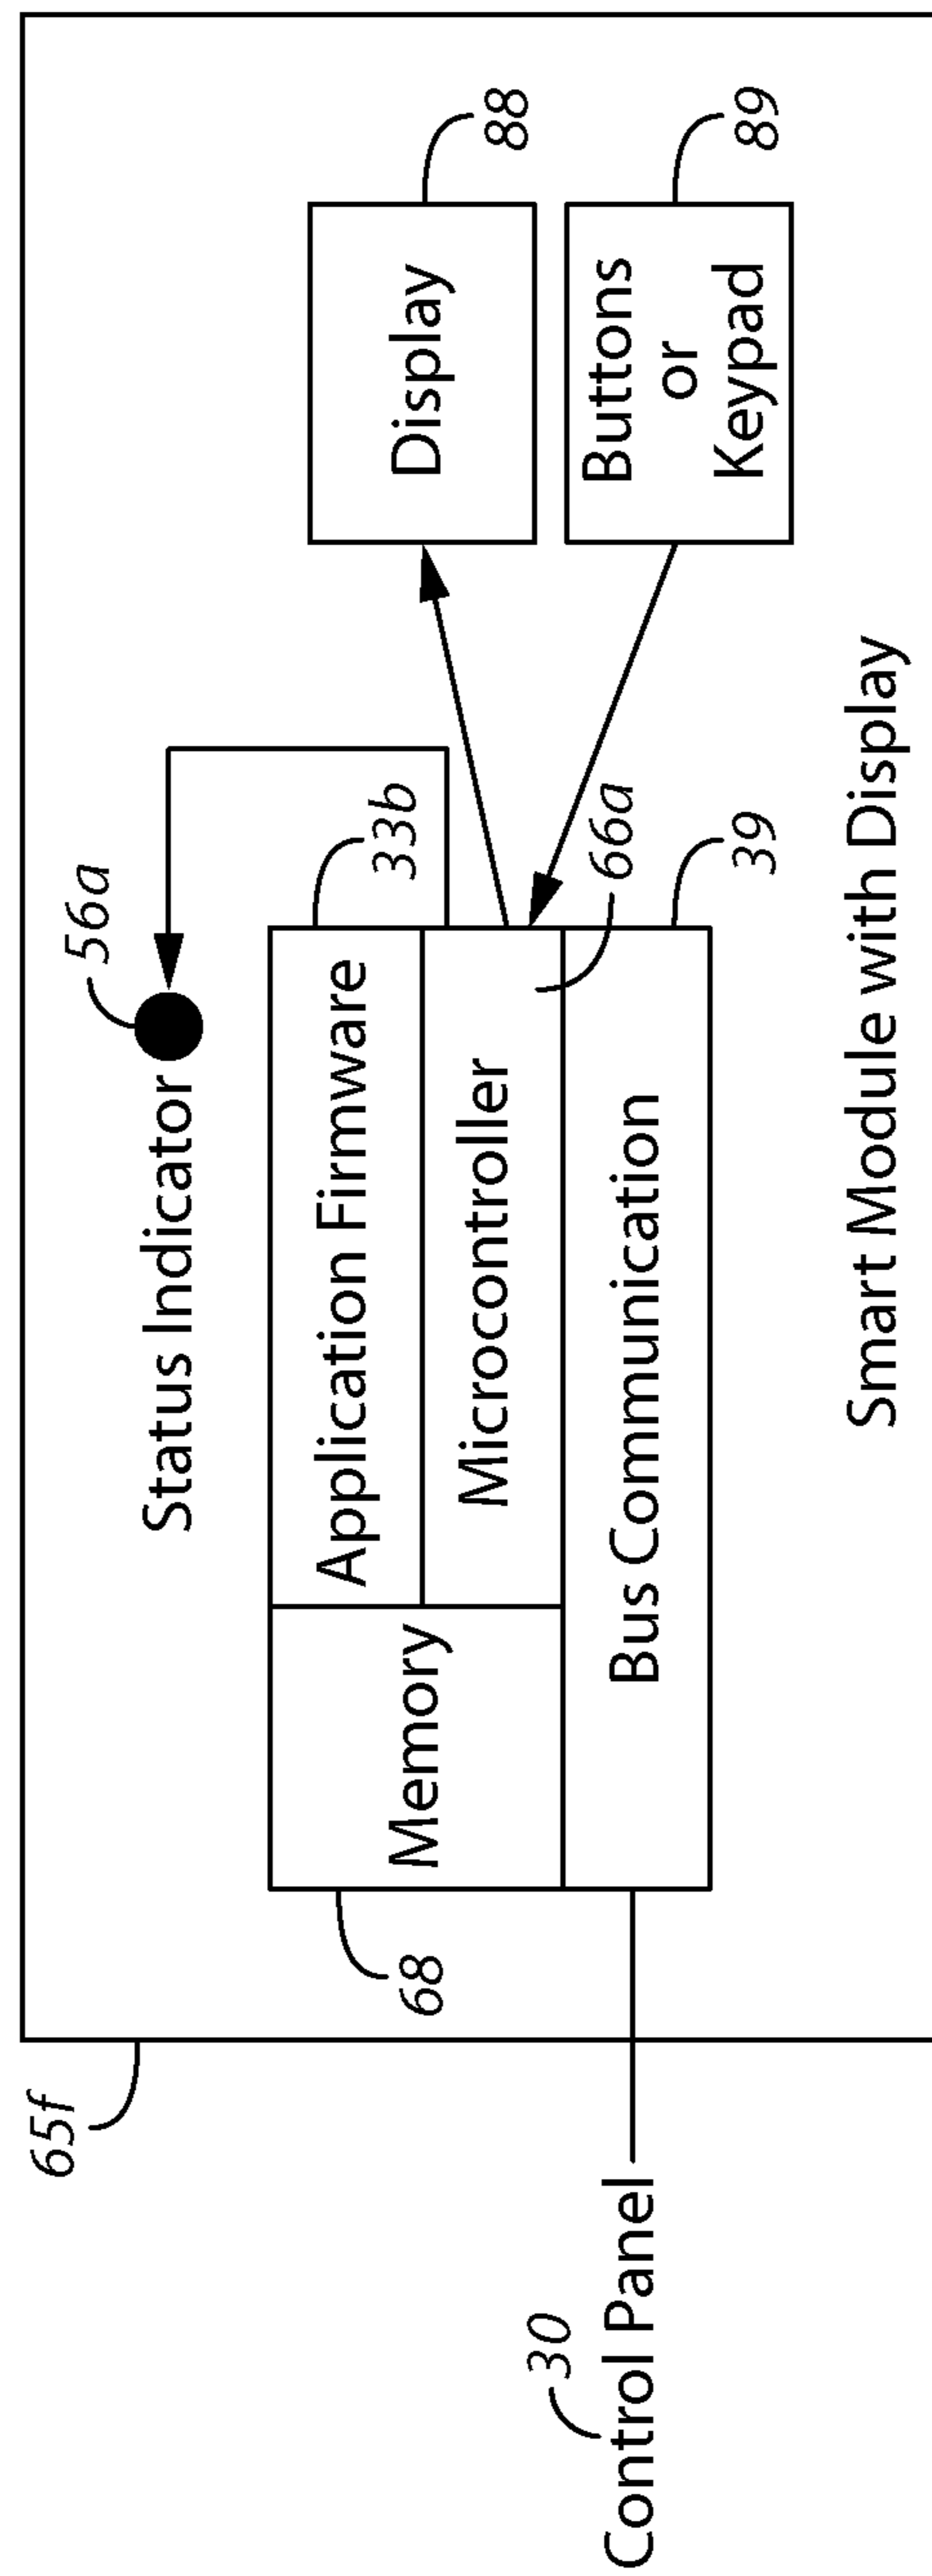 65f
56a
Status Indicator
88
33b
68
Application Firmware
Memory
Display
Microcontroller
66a
30
Control Panel
Bus Communication
39
Buttons
or
Keypad
89
Smart Module with Display